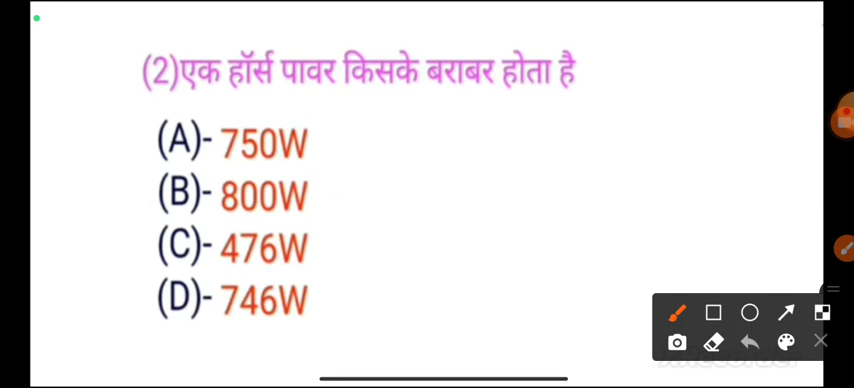 (2)एक हॉर्स पावर किसके बराबर होता है
(A)- 750W
(B)- 800W
(C)- 476W
(D)- 746W